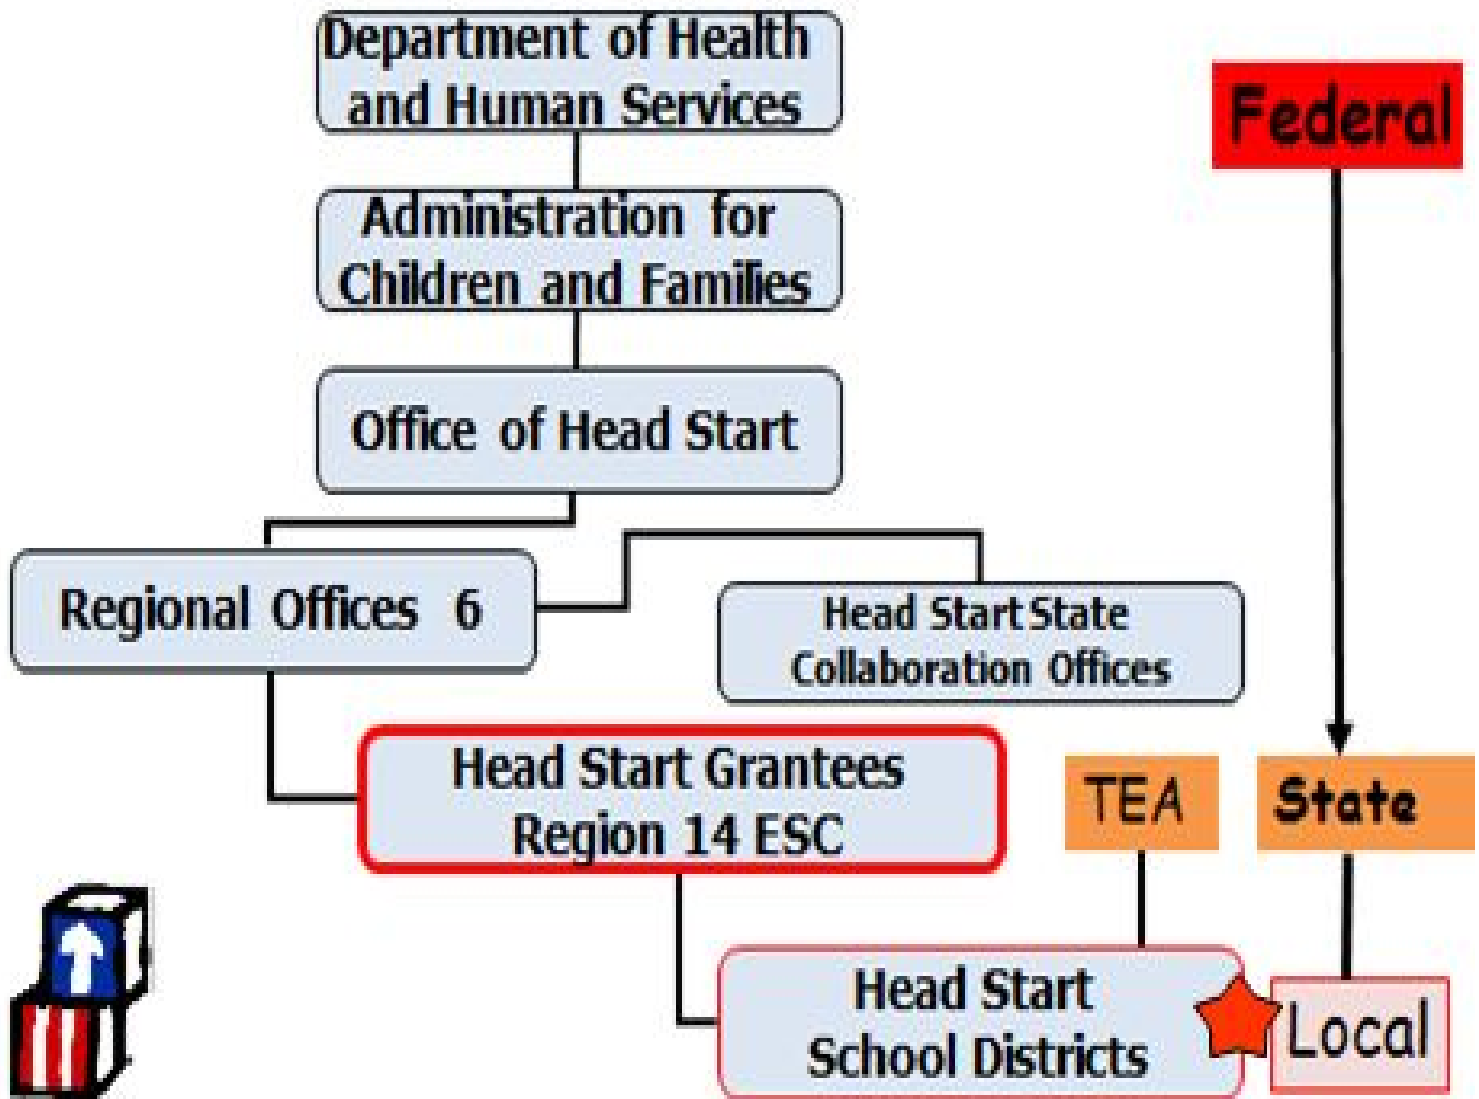 Department of Health
and Human Services
Federal
Administration for
Children and Families
Office of Head Start
Regional Offices 6
Head Start State
Collaboration Offices
Head Start Grantees
Region 14 ESC
TEA
State
Head Start
School Districts
Local